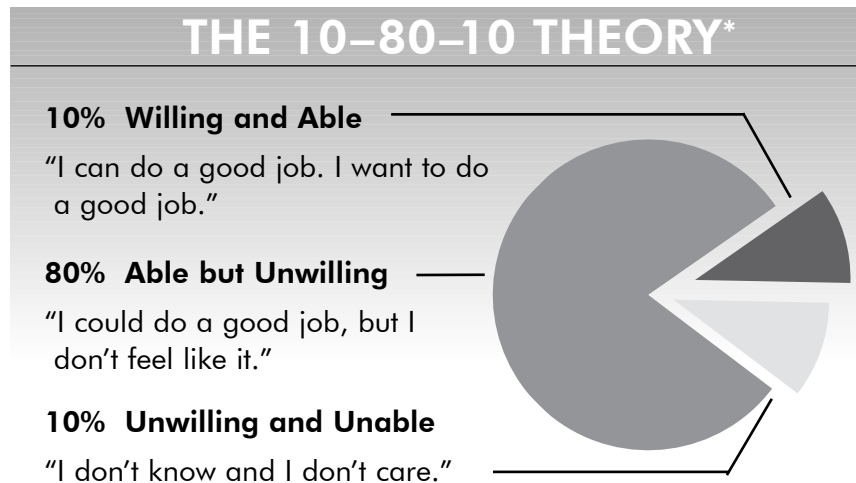 THE 10–80–10 THEORY*
10% Willing and Able
“I can do a good job. I want to do
a good job.”
80% Able but Unwilling
“I could do a good job, but I
don’t feel like it.”
10% Unwilling and Unable
“I don’t know and I don’t care.”